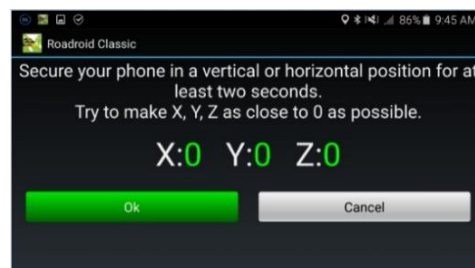 86% 9:45 AM
Roadroid Classic
Secure your phone in a vertical or horizontal position for at
least two seconds.
Try to make X, Y, Z as close to 0 as possible.
X:0 Y:0 Z:0
Ok Cancel